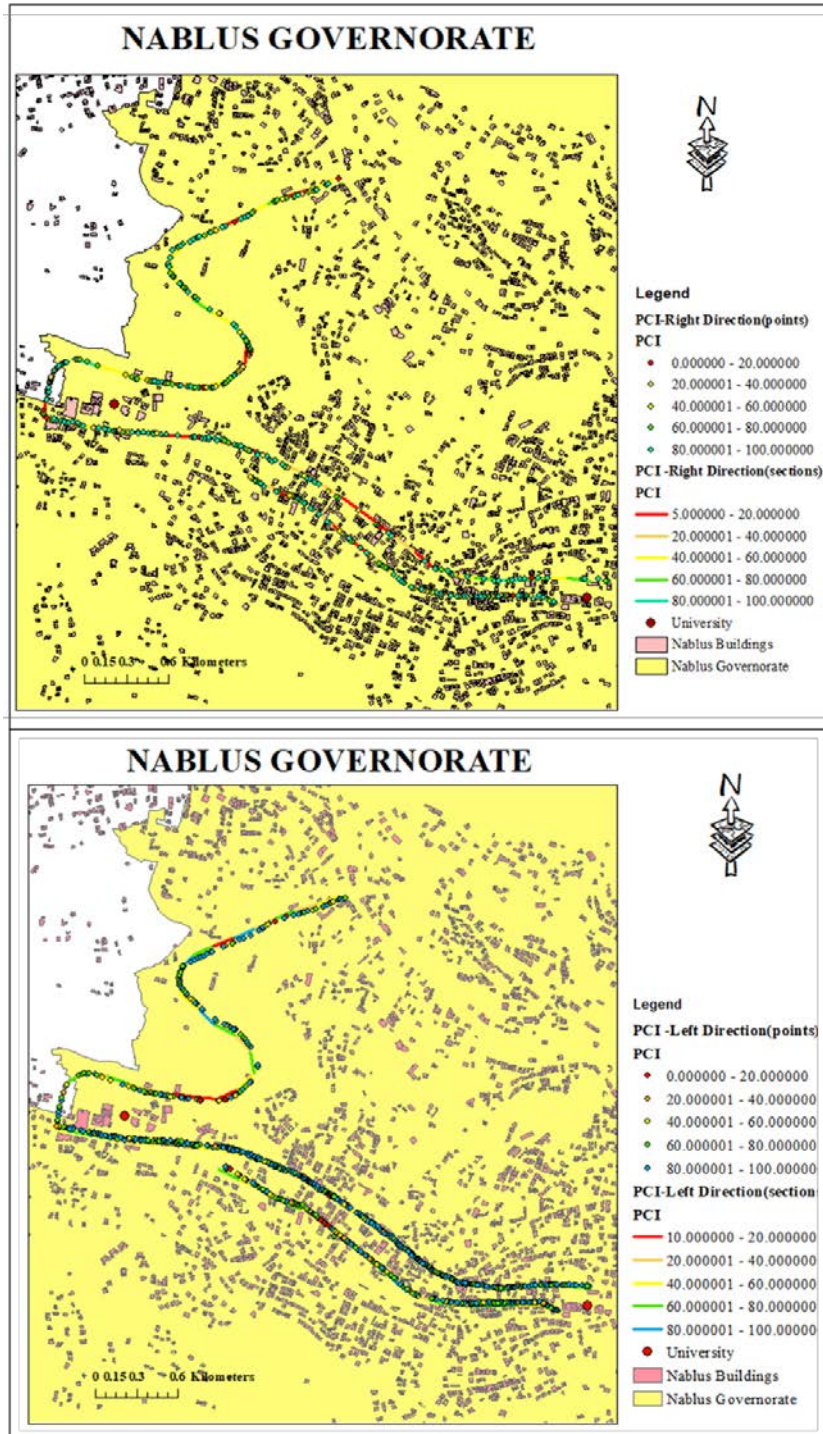 NABLUS GOVERNORATE
N
Legend
PCI-Right Direction(points)
PCI
0.000000 - 20.000000
20.000001 - 40.000000
40.000001 - 60.000000
60.000001 - 80.000000
80.000001 - 100.000000
PCI -Right Direction(sections)
PCI
5.000000 - 20.000000
20.000001 - 40.000000
40.000001 - 60.000000
60.000001 - 80.000000
80.000001 - 100.000000
University
Nablus Buildings
Nablus Governorate
0 0.15 0.3 0.6 Kilometers
NABLUS GOVERNORATE
N
Legend
PCI -Left Direction(points)
PCI
0.000000 - 20.000000
20.000001 - 40.000000
40.000001 - 60.000000
60.000001 - 80.000000
80.000001 - 100.00000
PCI-Left Direction(section
PCI
10.000000 - 20.000000
20.000001 - 40.000000
40.000001 - 60.000000
60.000001 - 80.000000
80.000001 - 100.00000
University
Nablus Buildings
Nablus Governorate
0 0.15 0.3 0.6 Kilometers